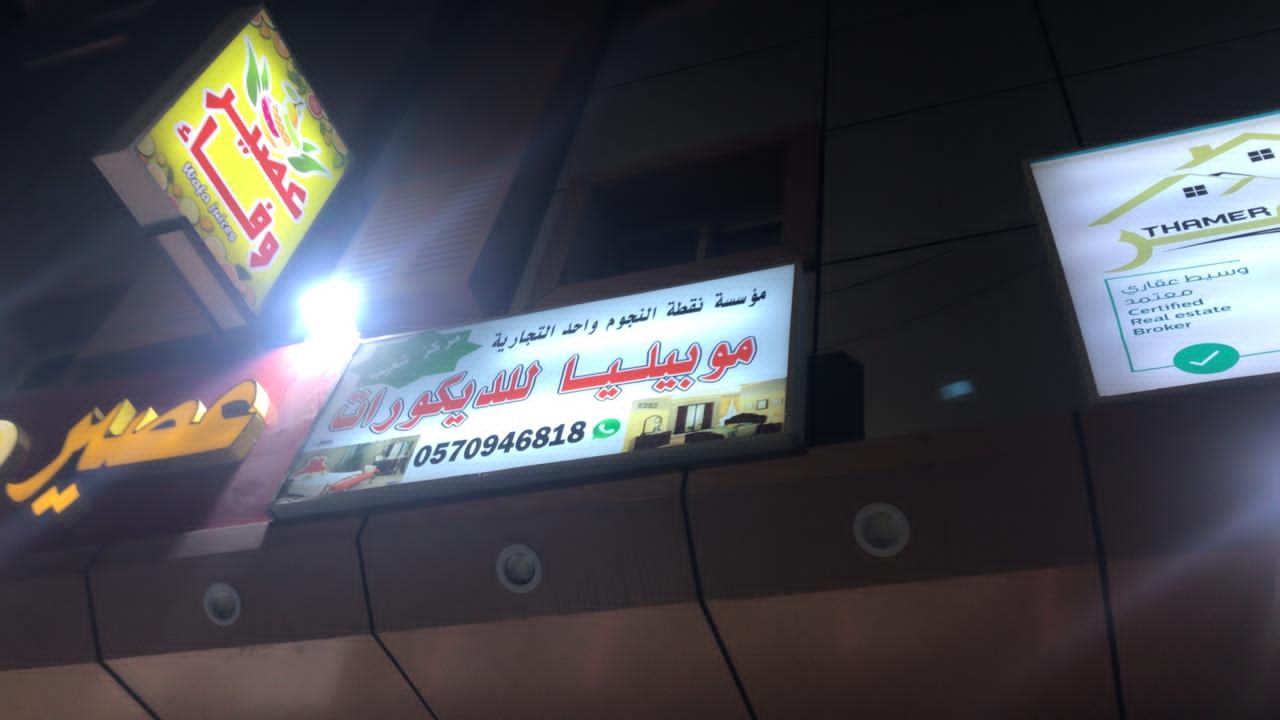 عصير
وفاء
Wafa juices
عصير
مؤسسة نقطة النجوم واحد التجارية
مركز
موبيليا للديكورات
0570946818
THAMER
وسيط عقاري
معتمد
Certified
Real estate
Broker